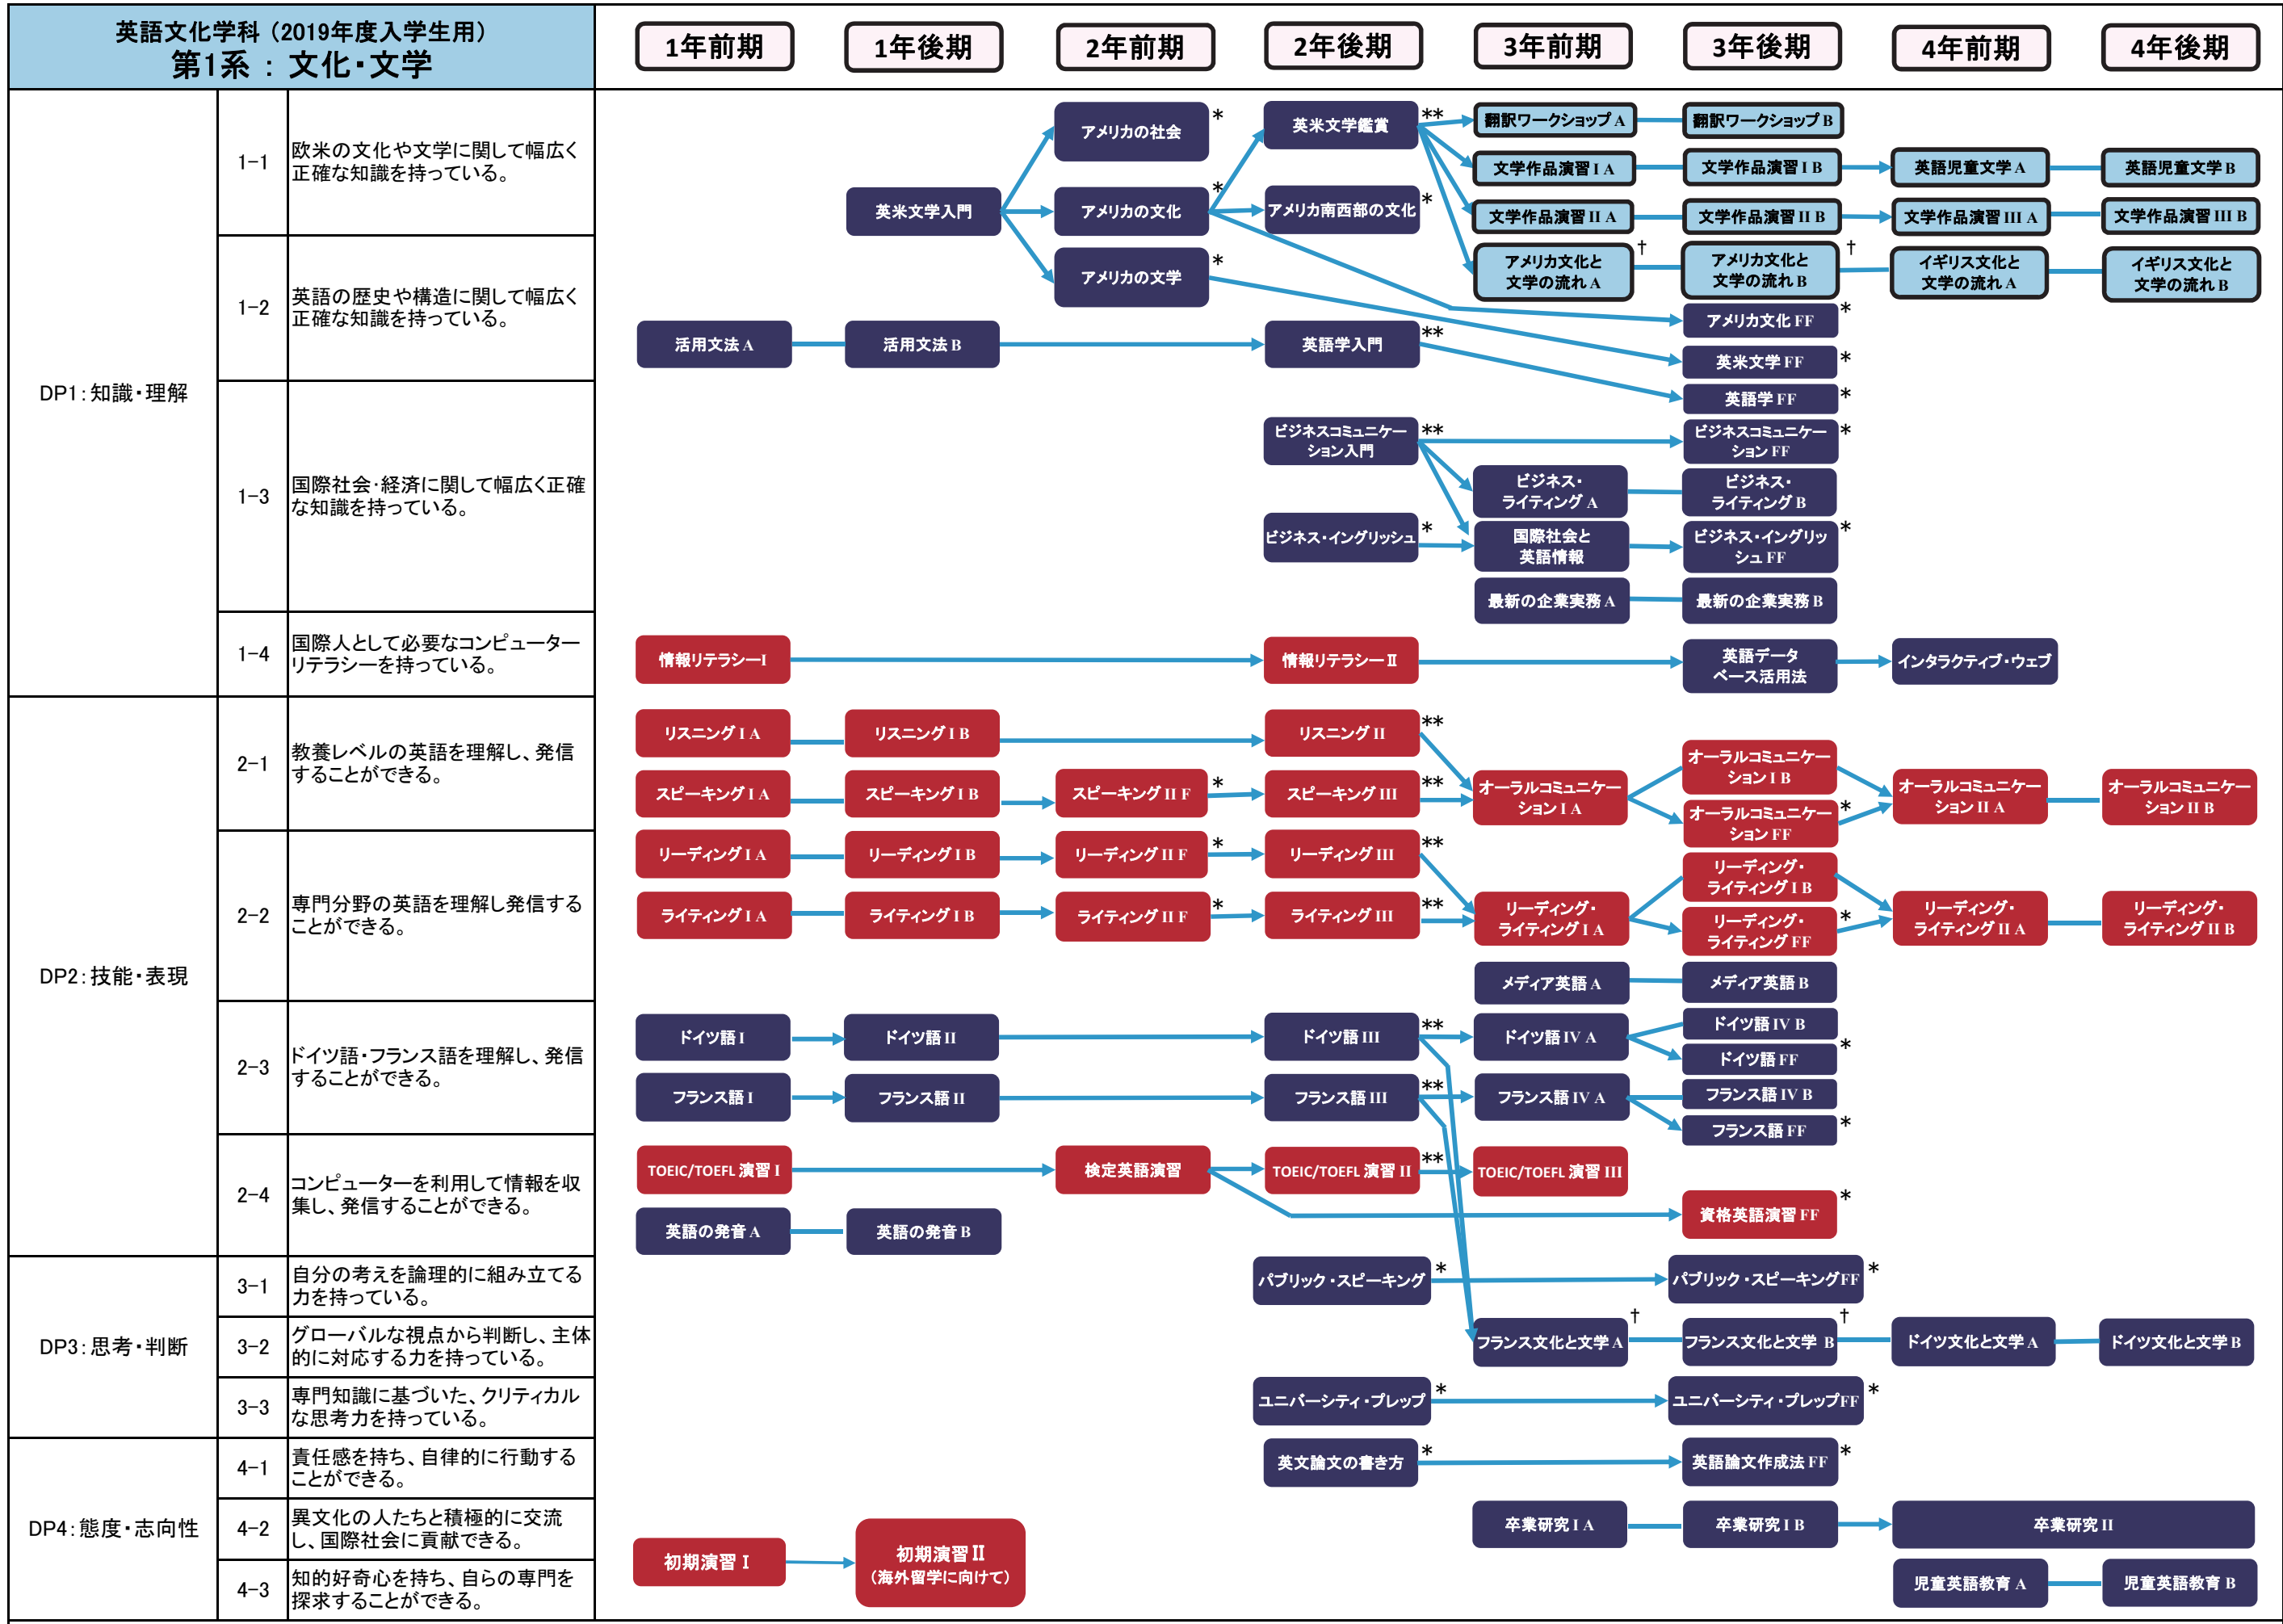 英語文化学科（2019年度入学生用）
第1系 ： 文化・文学
1年前期
1年後期
2年前期
2年後期
3年前期
3年後期
4年前期
4年後期
DP1：知識・理解
1-1
欧米の文化や文学に関して幅広く
正確な知識を持っている。
1-2
英語の歴史や構造に関して幅広く
正確な知識を持っている。
1-3
国際社会・経済に関して幅広く正確
な知識を持っている。
1-4
国際人として必要なコンピューター
リテラシーを持っている。
DP2：技能・表現
2-1
教養レベルの英語を理解し、発信
することができる。
2-2
専門分野の英語を理解し発信する
ことができる。
2-3
ドイツ語・フランス語を理解し、発信
することができる。
2-4
コンピューターを利用して情報を収
集し、発信することができる。
DP3：思考・判断
3-1
自分の考えを論理的に組み立てる
力を持っている。
3-2
グローバルな視点から判断し、主体
的に対応する力を持っている。
3-3
専門知識に基づいた、クリティカル
な思考力を持っている。
DP4：態度・志向性
4-1
責任感を持ち、自律的に行動する
ことができる。
4-2
異文化の人たちと積極的に交流
し、国際社会に貢献できる。
4-3
知的好奇心を持ち、自らの専門を
探求することができる。
アメリカの社会 *
英米文学鑑賞 **
翻訳ワークショップ A
翻訳ワークショップ B
文学作品演習 I A
文学作品演習 I B
英語児童文学 A
英語児童文学 B
英米文学入門
アメリカの文化 *
アメリカ南西部の文化 *
文学作品演習 II A
文学作品演習 II B
文学作品演習 III A
文学作品演習 III B
アメリカの文学 *
アメリカ文化と
文学の流れ A †
アメリカ文化と
文学の流れ B †
イギリス文化と
文学の流れ A
イギリス文化と
文学の流れ B
アメリカ文化 FF *
活用文法 A
活用文法 B
英語学入門 **
英米文学 FF *
英語学 FF *
ビジネスコミュニケー
ション入門 **
ビジネスコミュニケー
ション FF *
ビジネス・
ライティング A
ビジネス・
ライティング B
ビジネス・イングリッシュ *
国際社会と
英語情報
ビジネス・イングリッ
シュ FF *
最新の企業実務 A
最新の企業実務 B
情報リテラシーI
情報リテラシー II
英語データ
ベース活用法
インタラクティブ・ウェブ
リスニング I A
リスニング I B
リスニング II **
スピーキング I A
スピーキング I B
スピーキング II F *
スピーキング III **
オーラルコミュニケー
ション I A
オーラルコミュニケー
ション I B
オーラルコミュニケー
ション FF *
オーラルコミュニケー
ション II A
オーラルコミュニケー
ション II B
リーディング I A
リーディング I B
リーディング II F *
リーディング III **
ライティング I A
ライティング I B
ライティング II F *
ライティング III **
リーディング・
ライティング I A
リーディング・
ライティング I B
リーディング・
ライティング FF *
リーディング・
ライティング II A
リーディング・
ライティング II B
メディア英語 A
メディア英語 B
ドイツ語 I
ドイツ語 II
ドイツ語 III **
ドイツ語 IV A
ドイツ語 IV B
ドイツ語 FF *
フランス語 I
フランス語 II
フランス語 III **
フランス語 IV A
フランス語 IV B
フランス語 FF *
TOEIC/TOEFL 演習 I
検定英語演習
TOEIC/TOEFL 演習 II **
TOEIC/TOEFL 演習 III
資格英語演習 FF *
英語の発音 A
英語の発音 B
パブリック・スピーキング *
パブリック・スピーキングFF *
フランス文化と文学 A †
フランス文化と文学 B †
ドイツ文化と文学 A
ドイツ文化と文学 B
ユニバーシティ・プレップ *
ユニバーシティ・プレップFF *
英文論文の書き方 *
英語論文作成法 FF *
卒業研究 I A
卒業研究 I B
卒業研究 II
初期演習 I
初期演習 II
（海外留学に向けて）
児童英語教育 A
児童英語教育 B